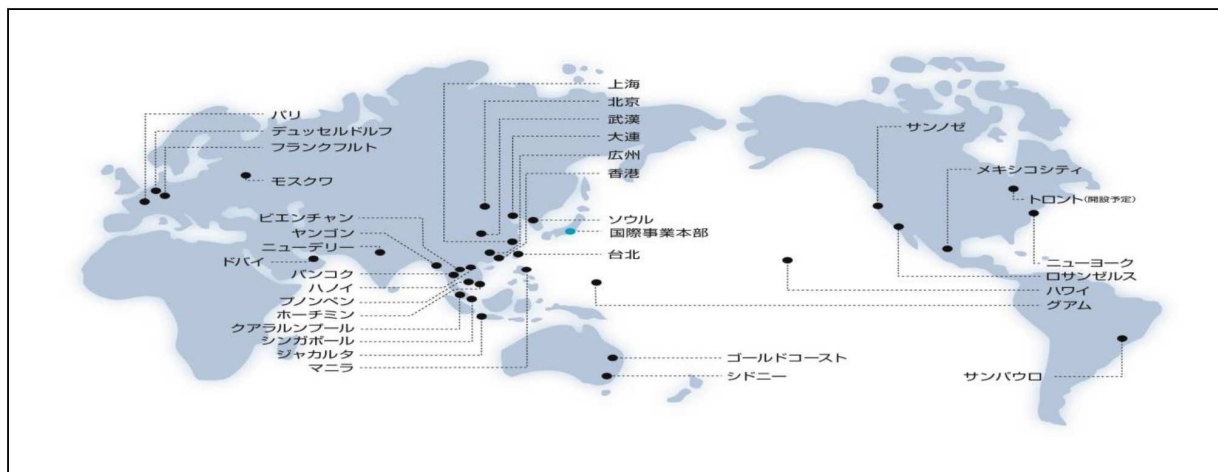 パリ
デュッセルドルフ
フランクフルト
モスクワ
ビエンチャン
ヤンゴン
ニューデリー
ドバイ
バンコク
ハノイ
プノンペン
ホーチミン
クアラルンプール
シンガポール
ジャカルタ
マニラ
上海
北京
武漢
大連
広州
香港
ソウル
国際事業本部
台北
ゴールドコースト
シドニー
サンノゼ
メキシコシティ
トロント(開設予定)
ニューヨーク
ロサンゼルス
ハワイ
グアム
サンパウロ